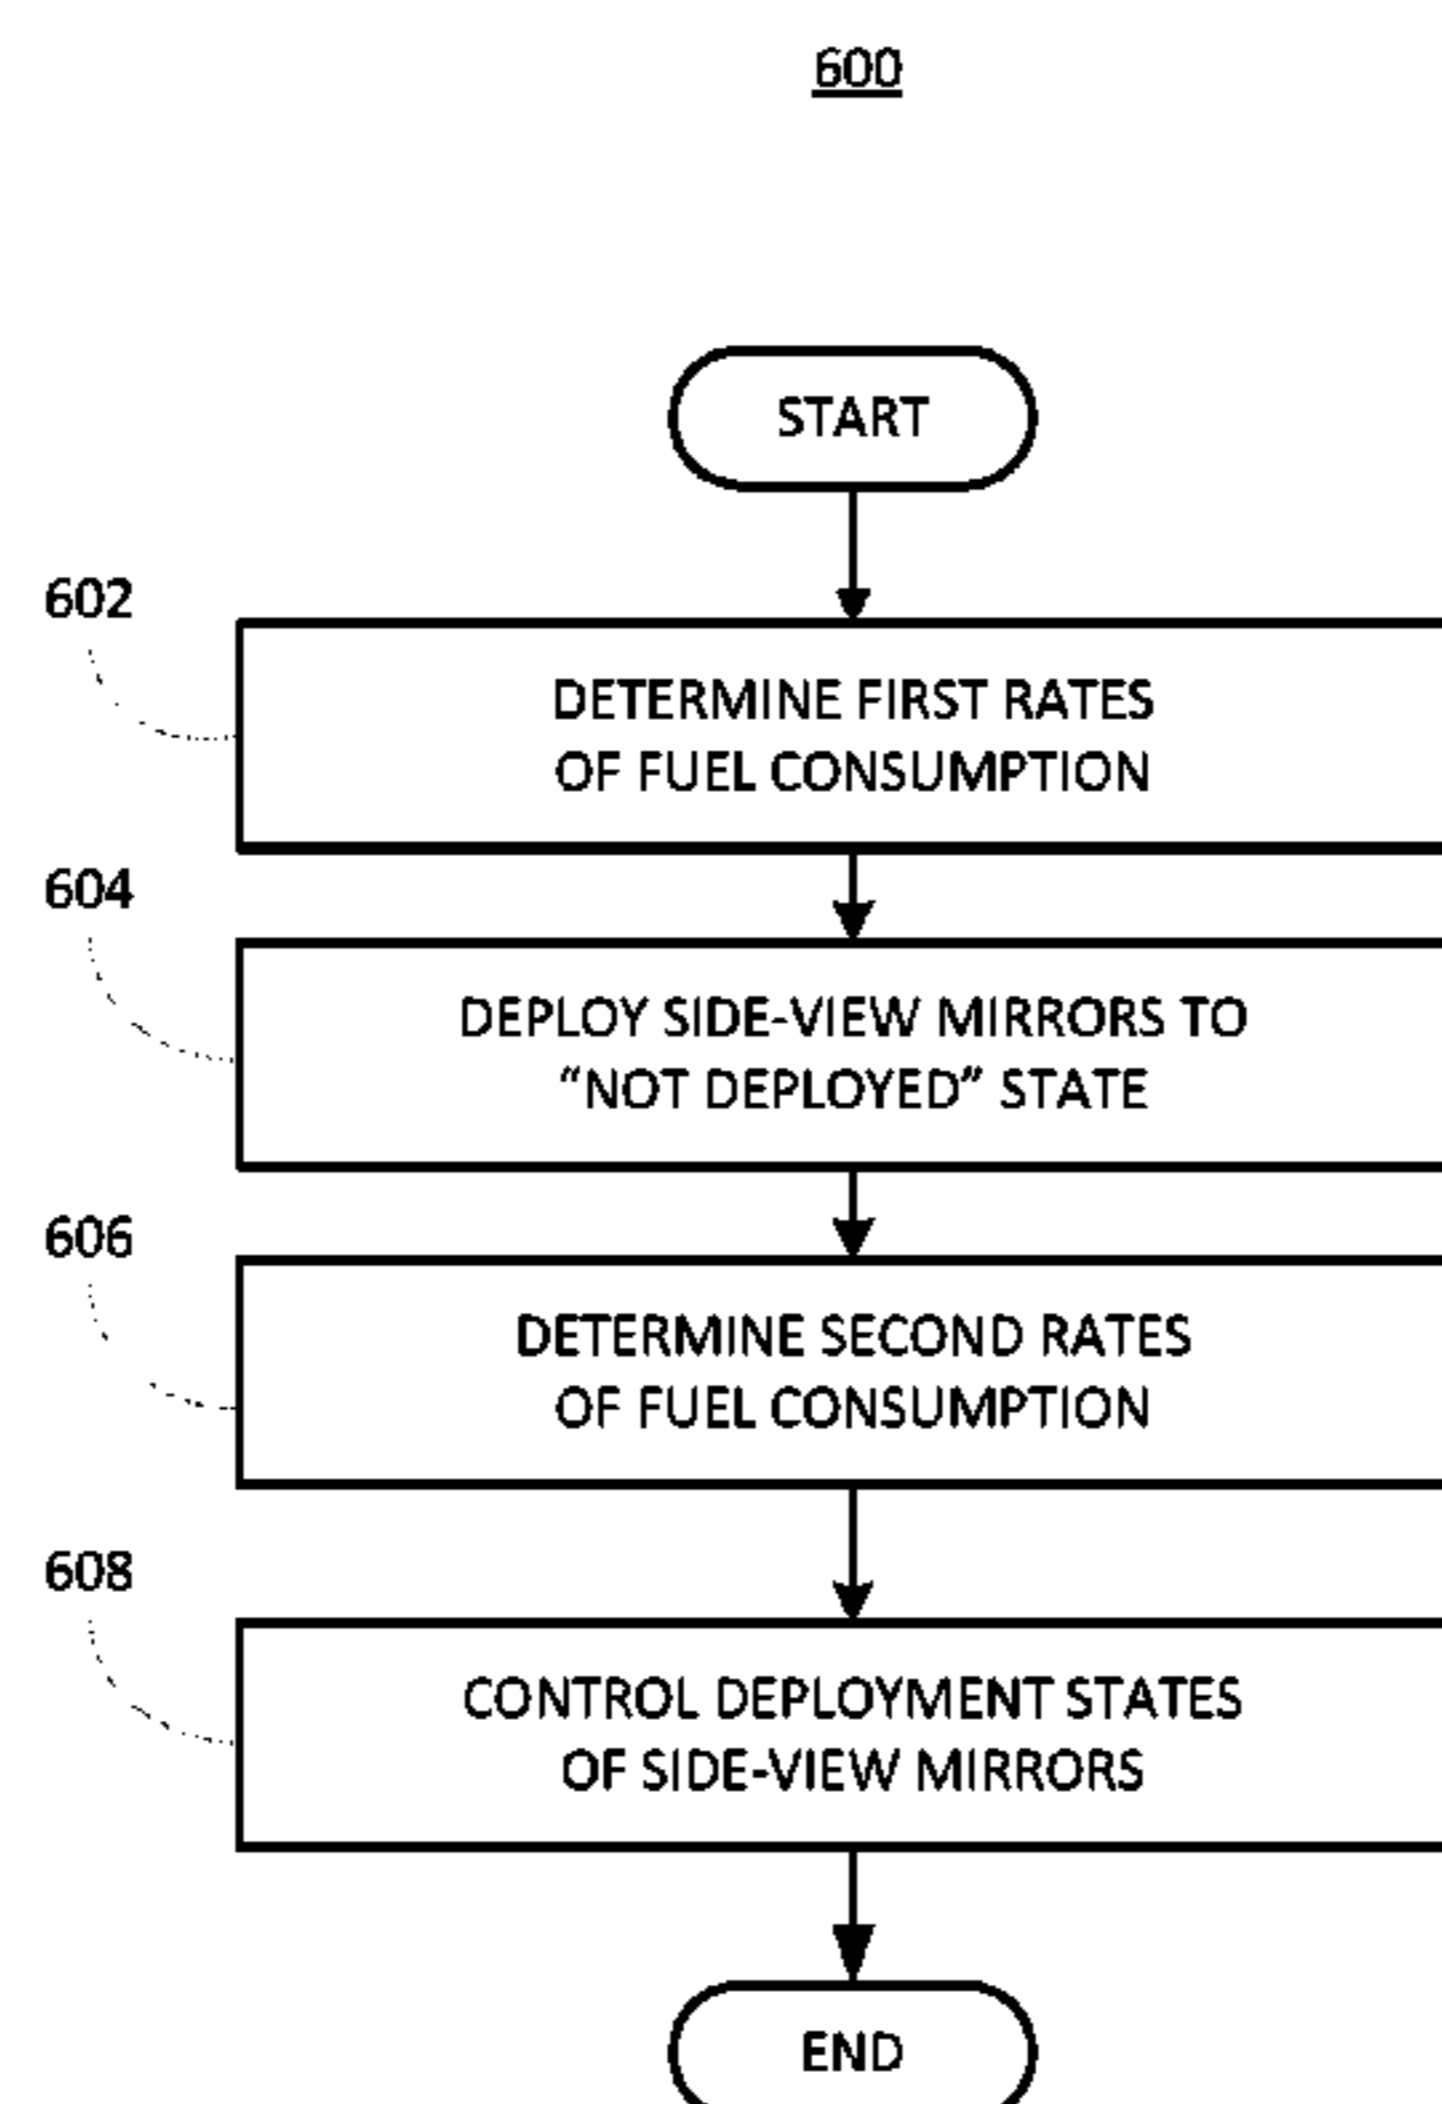 600
START
602
DETERMINE FIRST RATES
OF FUEL CONSUMPTION
604
DEPLOY SIDE-VIEW MIRRORS TO
“NOT DEPLOYED” STATE
606
DETERMINE SECOND RATES
OF FUEL CONSUMPTION
608
CONTROL DEPLOYMENT STATES
OF SIDE-VIEW MIRRORS
END